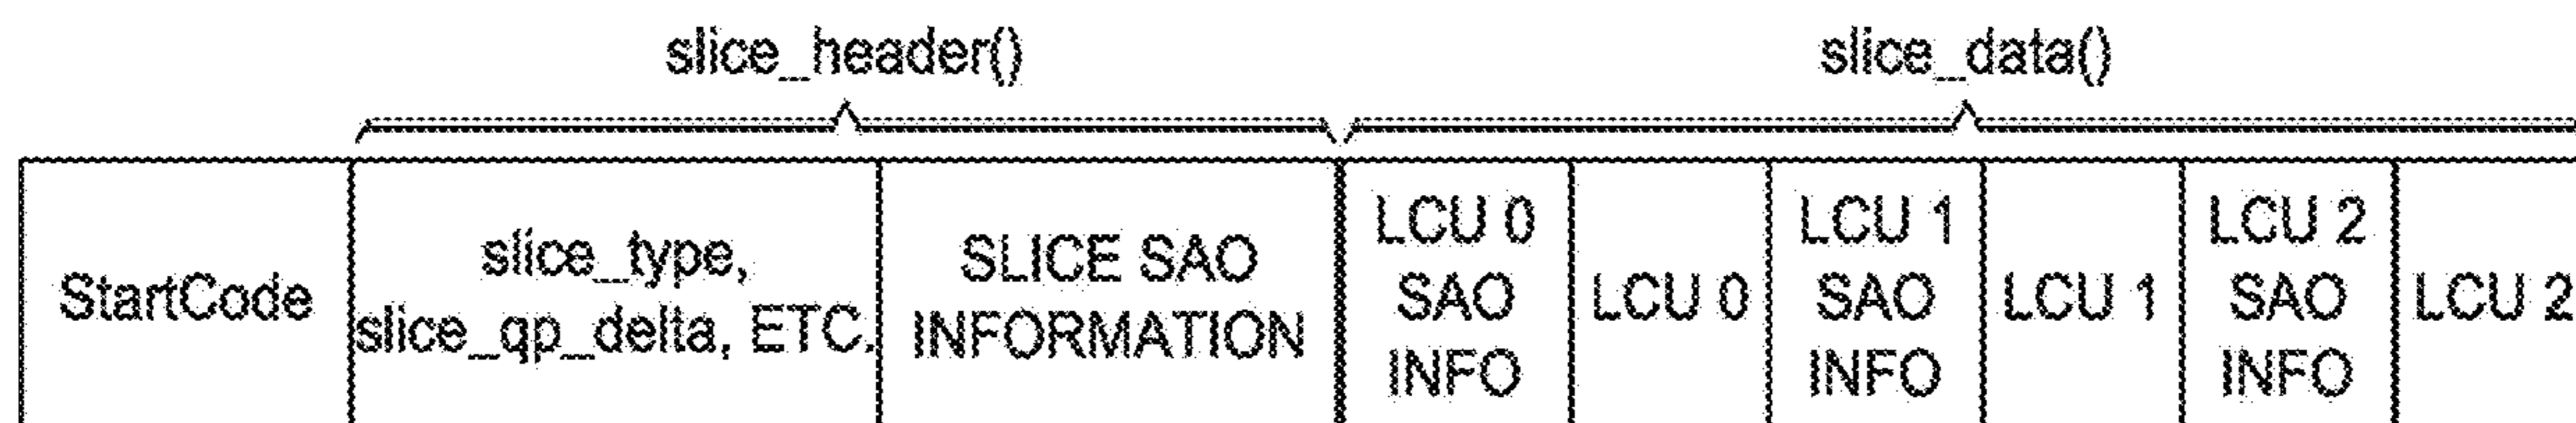 slice_header()
slice_data()
StartCode
slice_type,
slice_qp_delta, ETC.
SLICE SAO
INFORMATION
LCU 0
SAO
INFO
LCU 0
LCU 1
SAO
INFO
LCU 1
LCU 2
SAO
INFO
LCU 2